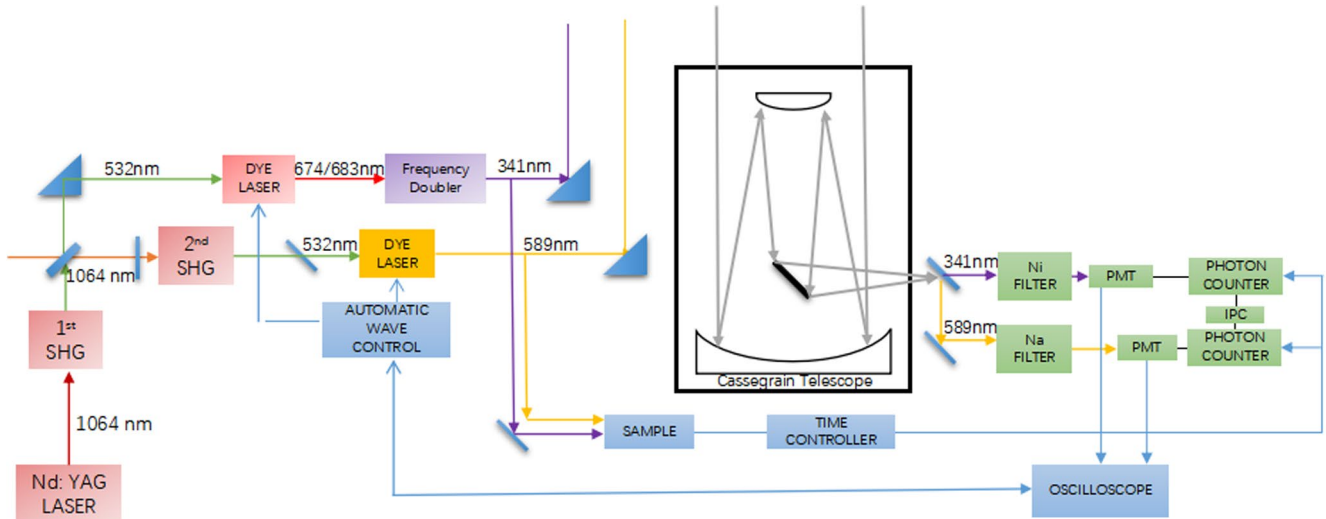 532nm
DYE
LASER
674/683nm
Frequency
Doubler
341nm
1064 nm
2nd
SHG
532nm
DYE
LASER
589nm
1st
SHG
AUTOMATIC
WAVE
CONTROL
1064 nm
Nd: YAG
LASER
Cassegrain Telescope
341nm
Ni
FILTER
PMT
PHOTON
COUNTER
IPC
589nm
Na
FILTER
PMT
PHOTON
COUNTER
SAMPLE
TIME
CONTROLLER
OSCILLOSCOPE